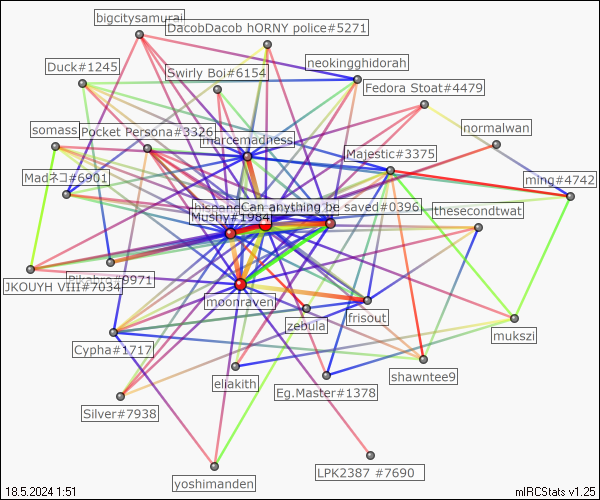 bigcitysamurai
DacobDacob hORNY police#5271
neokingghidorah
Duck#1245
Swirly Boi#6154
Fedora Stoat#4479
somass
Pocket Persona#3326
marcemadness
normalwan
Majestic#3375
Madネコ#6901
ming#4742
Can anything be saved#0396
Mushy#1984
thesecondtwat
JKOUYH VIII#7034
moonraven
zebula
frisout
mukszi
Cypha#1717
eliakith
Eg.Master#1378
shawntee9
Silver#7938
yoshimanden
LPK2387 #7690
18.5.2024 1:51
mIRCStats v1.25